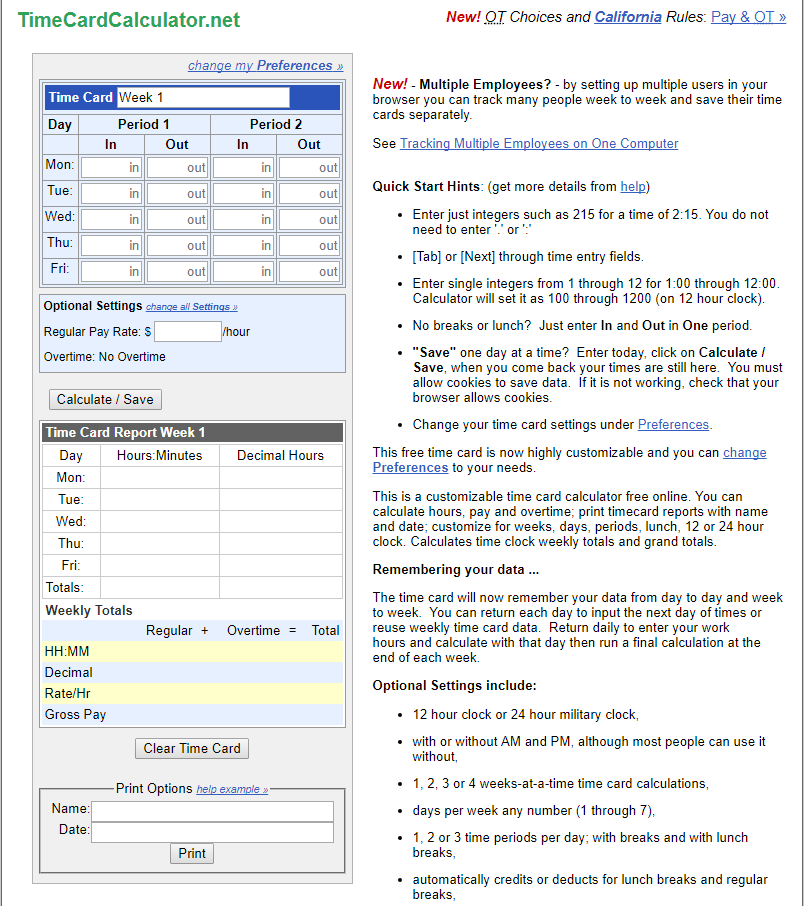 TimeCardCalculator.net
New! OT Choices and California Rules: Pay & OT »
change my Preferences »
Time Card Week 1
Day Period 1 Period 2
In Out In Out
Mon: in out in out
Tue: in out in out
Wed: in out in out
Thu: in out in out
Fri: in out in out
Optional Settings change all Settings »
Regular Pay Rate: $ /hour
Overtime: No Overtime
Calculate / Save
Time Card Report Week 1
Day Hours:Minutes Decimal Hours
Mon:
Tue:
Wed:
Thu:
Fri:
Totals:
Weekly Totals
Regular + Overtime = Total
HH:MM
Decimal
Rate/Hr
Gross Pay
Clear Time Card
Print Options help example »
Name:
Date:
Print
New! - Multiple Employees? - by setting up multiple users in your
browser you can track many people week to week and save their time
cards separately.
See Tracking Multiple Employees on One Computer
Quick Start Hints: (get more details from help)
• Enter just integers such as 215 for a time of 2:15. You do not
need to enter '.' or ':'
• [Tab] or [Next] through time entry fields.
• Enter single integers from 1 through 12 for 1:00 through 12:00.
Calculator will set it as 100 through 1200 (on 12 hour clock).
• No breaks or lunch? Just enter In and Out in One period.
• "Save" one day at a time? Enter today, click on Calculate /
Save, when you come back your times are still here. You must
allow cookies to save data. If it is not working, check that your
browser allows cookies.
• Change your time card settings under Preferences.
This free time card is now highly customizable and you can change
Preferences to your needs.
This is a customizable time card calculator free online. You can
calculate hours, pay and overtime; print timecard reports with name
and date; customize for weeks, days, periods, lunch, 12 or 24 hour
clock. Calculates time clock weekly totals and grand totals.
Remembering your data ...
The time card will now remember your data from day to day and week
to week. You can return each day to input the next day of times or
reuse weekly time card data. Return daily to enter your work
hours and calculate with that day then run a final calculation at the
end of each week.
Optional Settings include:
• 12 hour clock or 24 hour military clock,
• with or without AM and PM, although most people can use it
without,
• 1, 2, 3 or 4 weeks-at-a-time time card calculations,
• days per week any number (1 through 7),
• 1, 2 or 3 time periods per day; with breaks and with lunch
breaks,
• automatically credits or deducts for lunch breaks and regular
breaks,